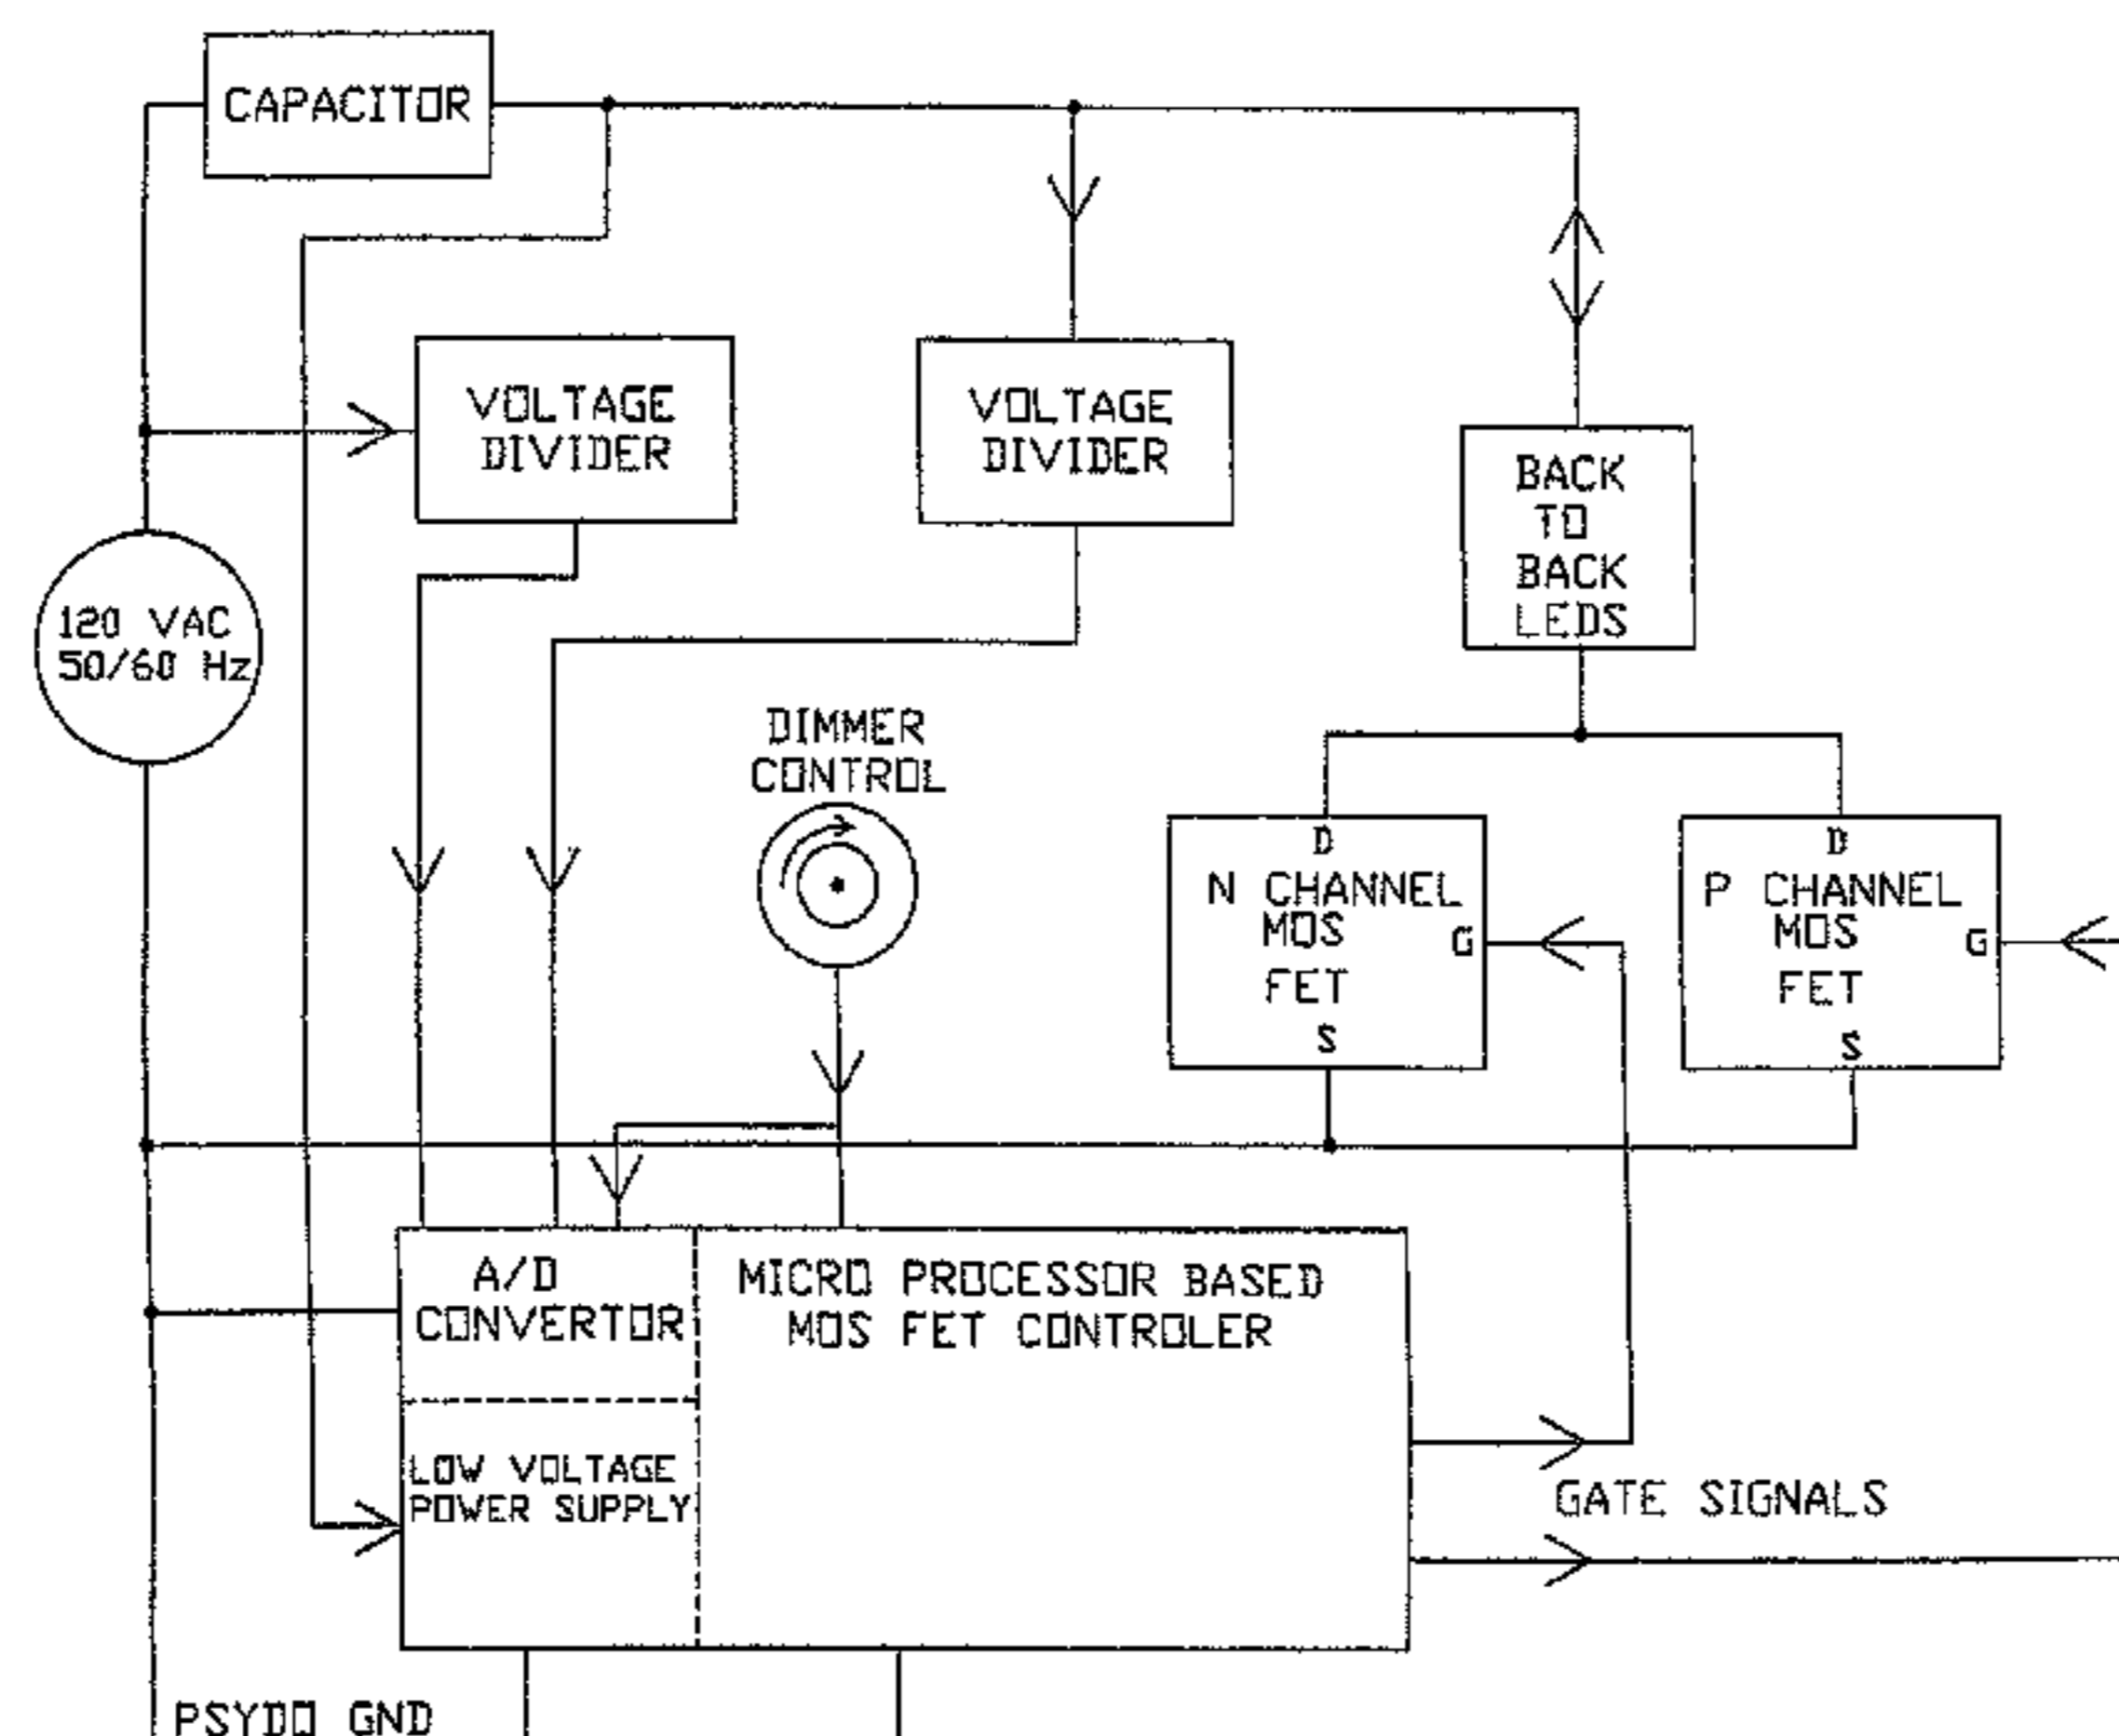 CAPACITOR
VOLTAGE
DIVIDER
VOLTAGE
DIVIDER
BACK
TO
BACK
LEDS
120 VAC
50/60 Hz
DIMMER
CONTROL
D
N CHANNEL
MOS
G
FET
S
D
P CHANNEL
MOS
G
FET
S
A/D
CONVERTOR
MICRO PROCESSOR BASED
MOS FET CONTROLER
LOW VOLTAGE
POWER SUPPLY
GATE SIGNALS
PSYDO GND